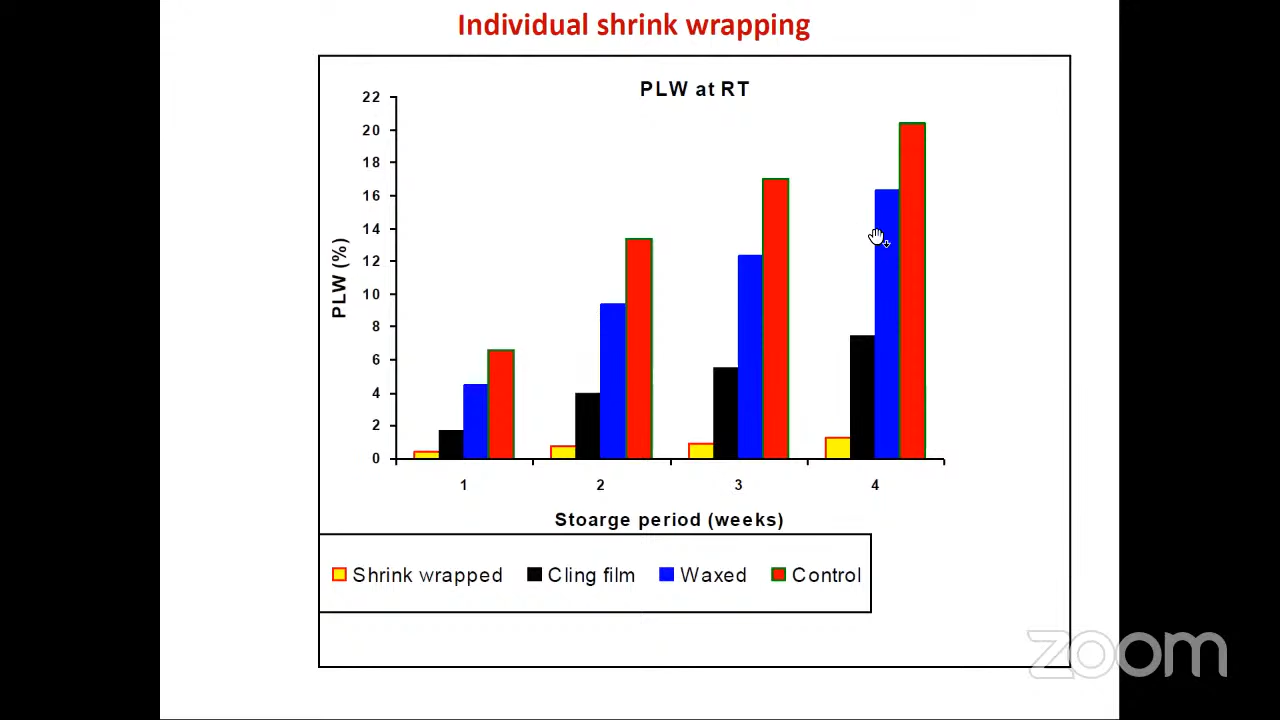 Individual shrink wrapping
PLW at RT
22
20
18
16
14
12
10
8
6
4
2
0
PLW (%)
1 2 3 4
Stoarge period (weeks)
Shrink wrapped Cling film Waxed Control
zoom